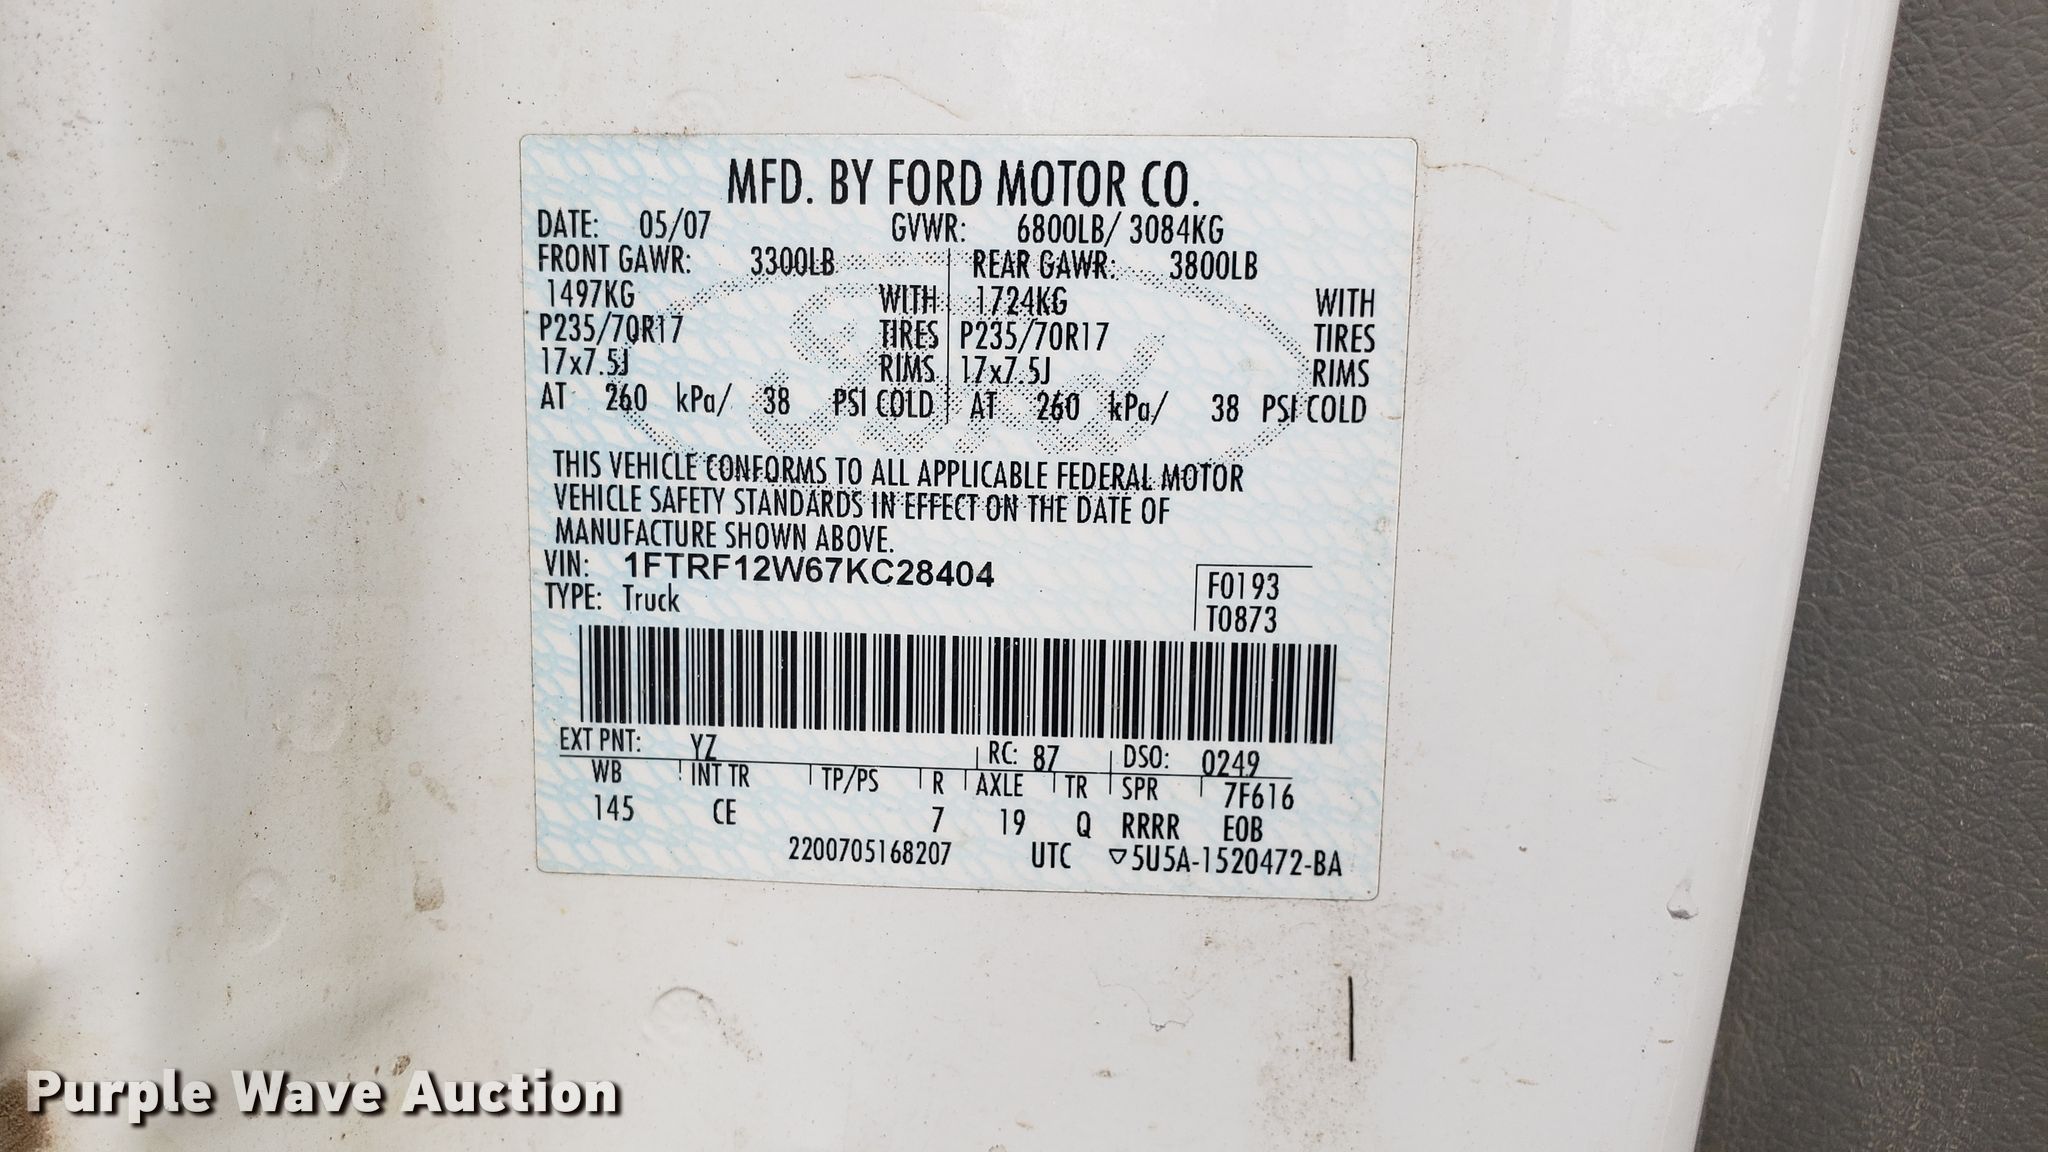 MFD. BY FORD MOTOR CO.
DATE: 05/07 GVWR: 6800LB/ 3084KG
FRONT GAWR: 3300LB REAR GAWR: 3800LB
1497KG WITH 1724KG WITH
P235/70R17 TIRES P235/70R17 TIRES
17x7.5J RIMS 17x7.5J RIMS
AT 260 kPa/ 38 PSI COLD AT 260 kPa/ 38 PSI COLD
THIS VEHICLE CONFORMS TO ALL APPLICABLE FEDERAL MOTOR
VEHICLE SAFETY STANDARDS IN EFFECT ON THE DATE OF
MANUFACTURE SHOWN ABOVE.
VIN: 1FTRF12W67KC28404
TYPE: Truck
F0193
T0873
EXT PNT: YZ RC: 87 DSO: 0249
WB INT TR TP/PS R AXLE TR SPR 7F616
145 CE 7 19 Q RRRR EOB
2200705168207 UTC ▽5U5A-1520472-BA
Ford
Purple Wave Auction